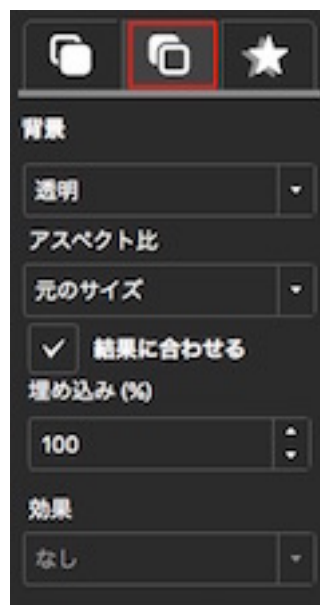 背景
透明
アスペクト比
元のサイズ
結果に合わせる
埋め込み (%)
100
効果
なし